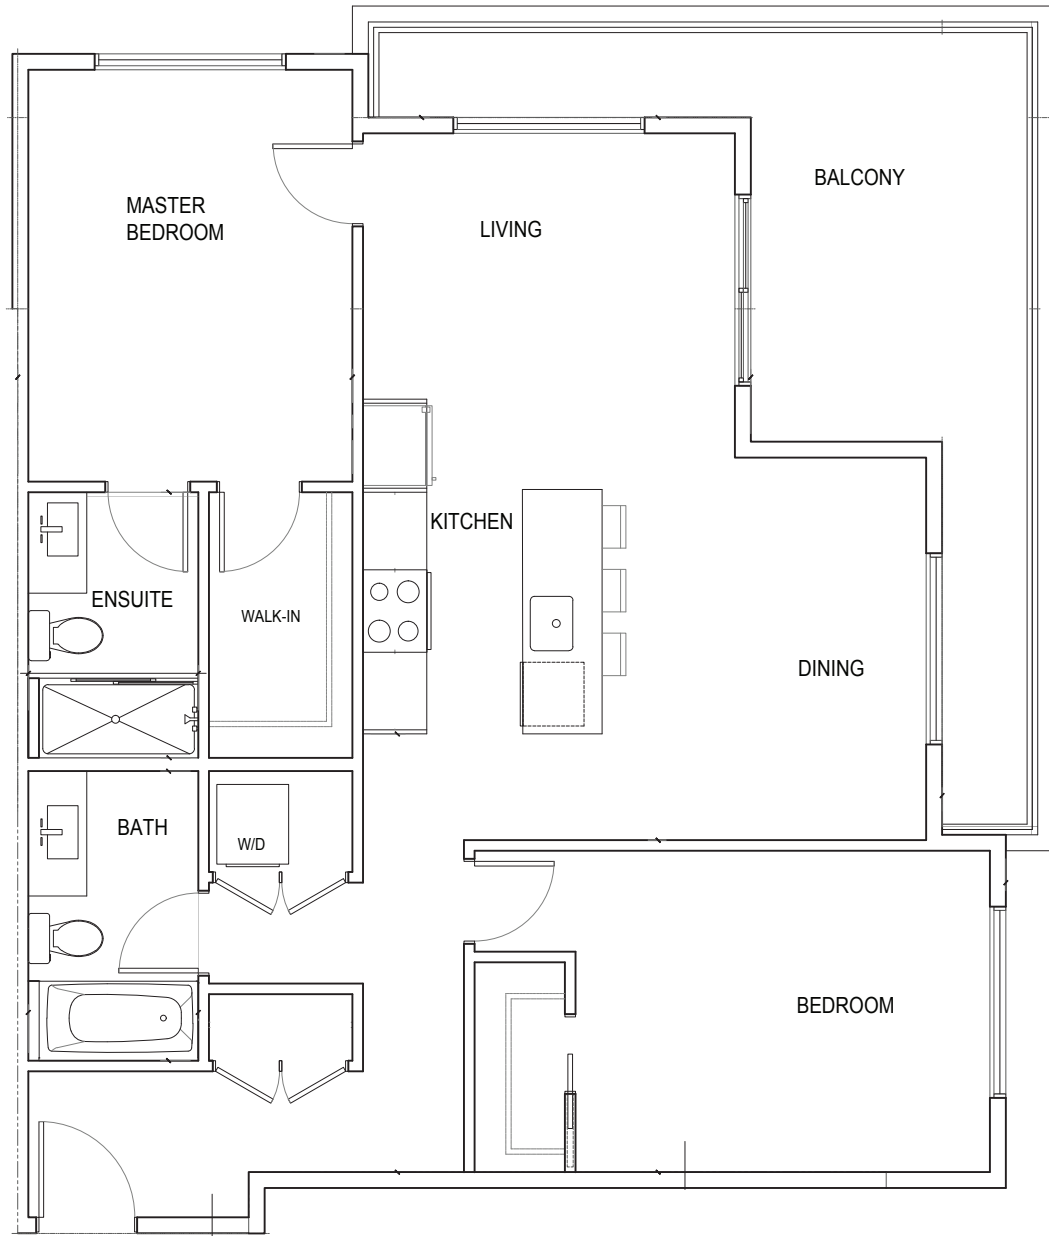 BALCONY
MASTER
BEDROOM
LIVING
KITCHEN
ENSUITE
WALK-IN
DINING
BATH
W/D
BEDROOM